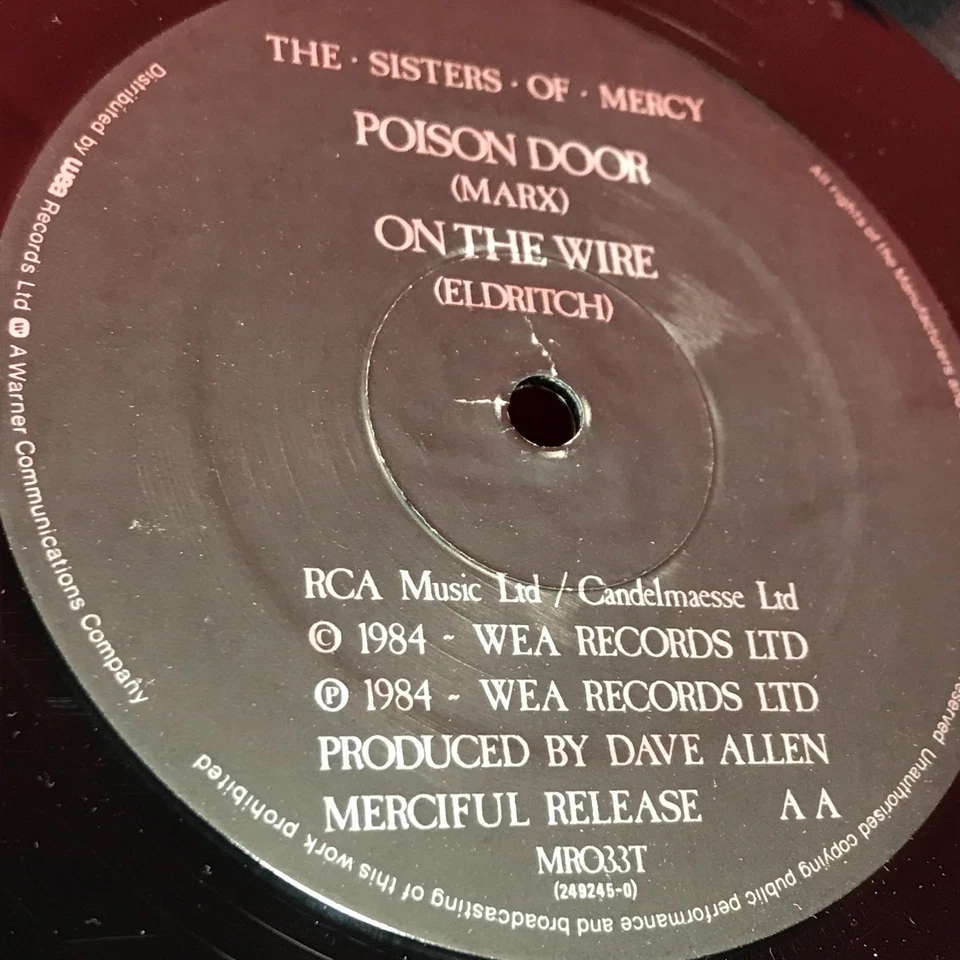 THE · SISTERS · OF · MERCY
POISON DOOR
(MARX)
ON THE WIRE
(ELDRITCH)
RCA Music Ltd / Candelmaesse Ltd
© 1984 ~ WEA RECORDS LTD
℗ 1984 ~ WEA RECORDS LTD
PRODUCED BY DAVE ALLEN
MERCIFUL RELEASE A A
MR033T
(249245-0)
Distributed by wea Records Ltd A Warner Communications Company
All rights of the Manufacturers and
reserved Unauthorised copying public performance and broadcasting of this work prohibited